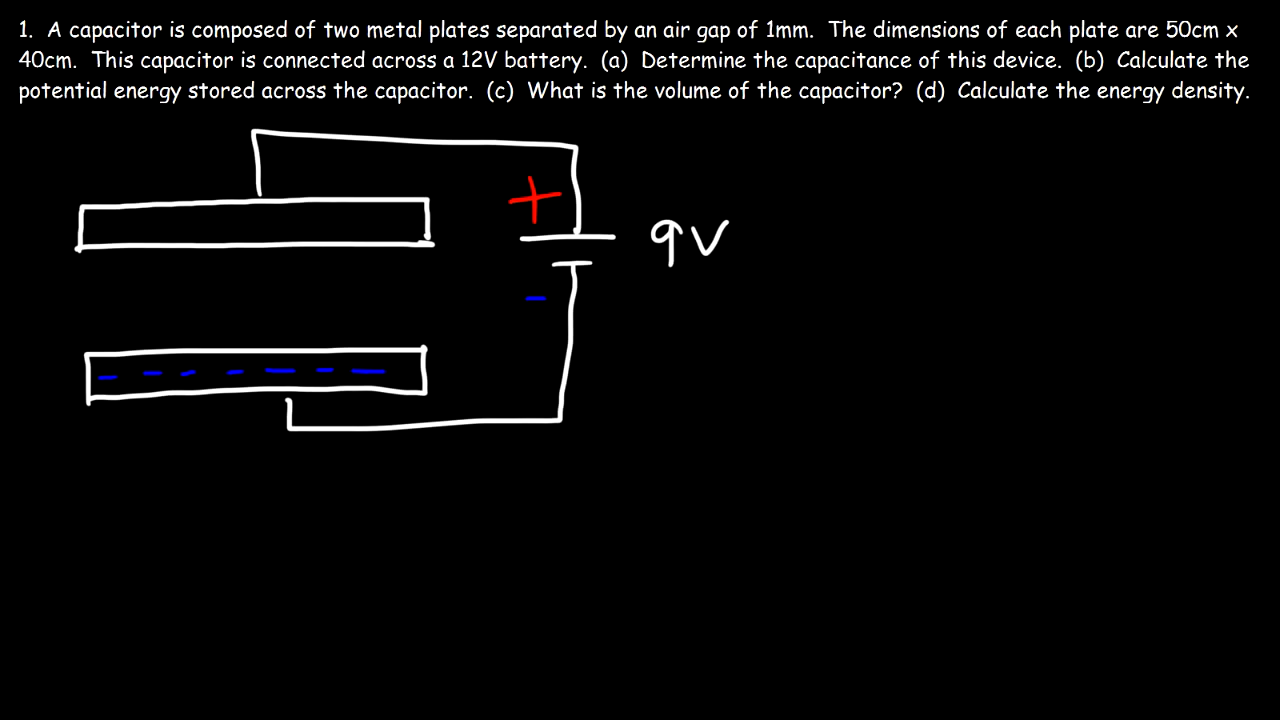 1. A capacitor is composed of two metal plates separated by an air gap of 1mm. The dimensions of each plate are 50cm x
40cm. This capacitor is connected across a 12V battery. (a) Determine the capacitance of this device. (b) Calculate the
potential energy stored across the capacitor. (c) What is the volume of the capacitor? (d) Calculate the energy density.
+
9V
-
- - - - - - -